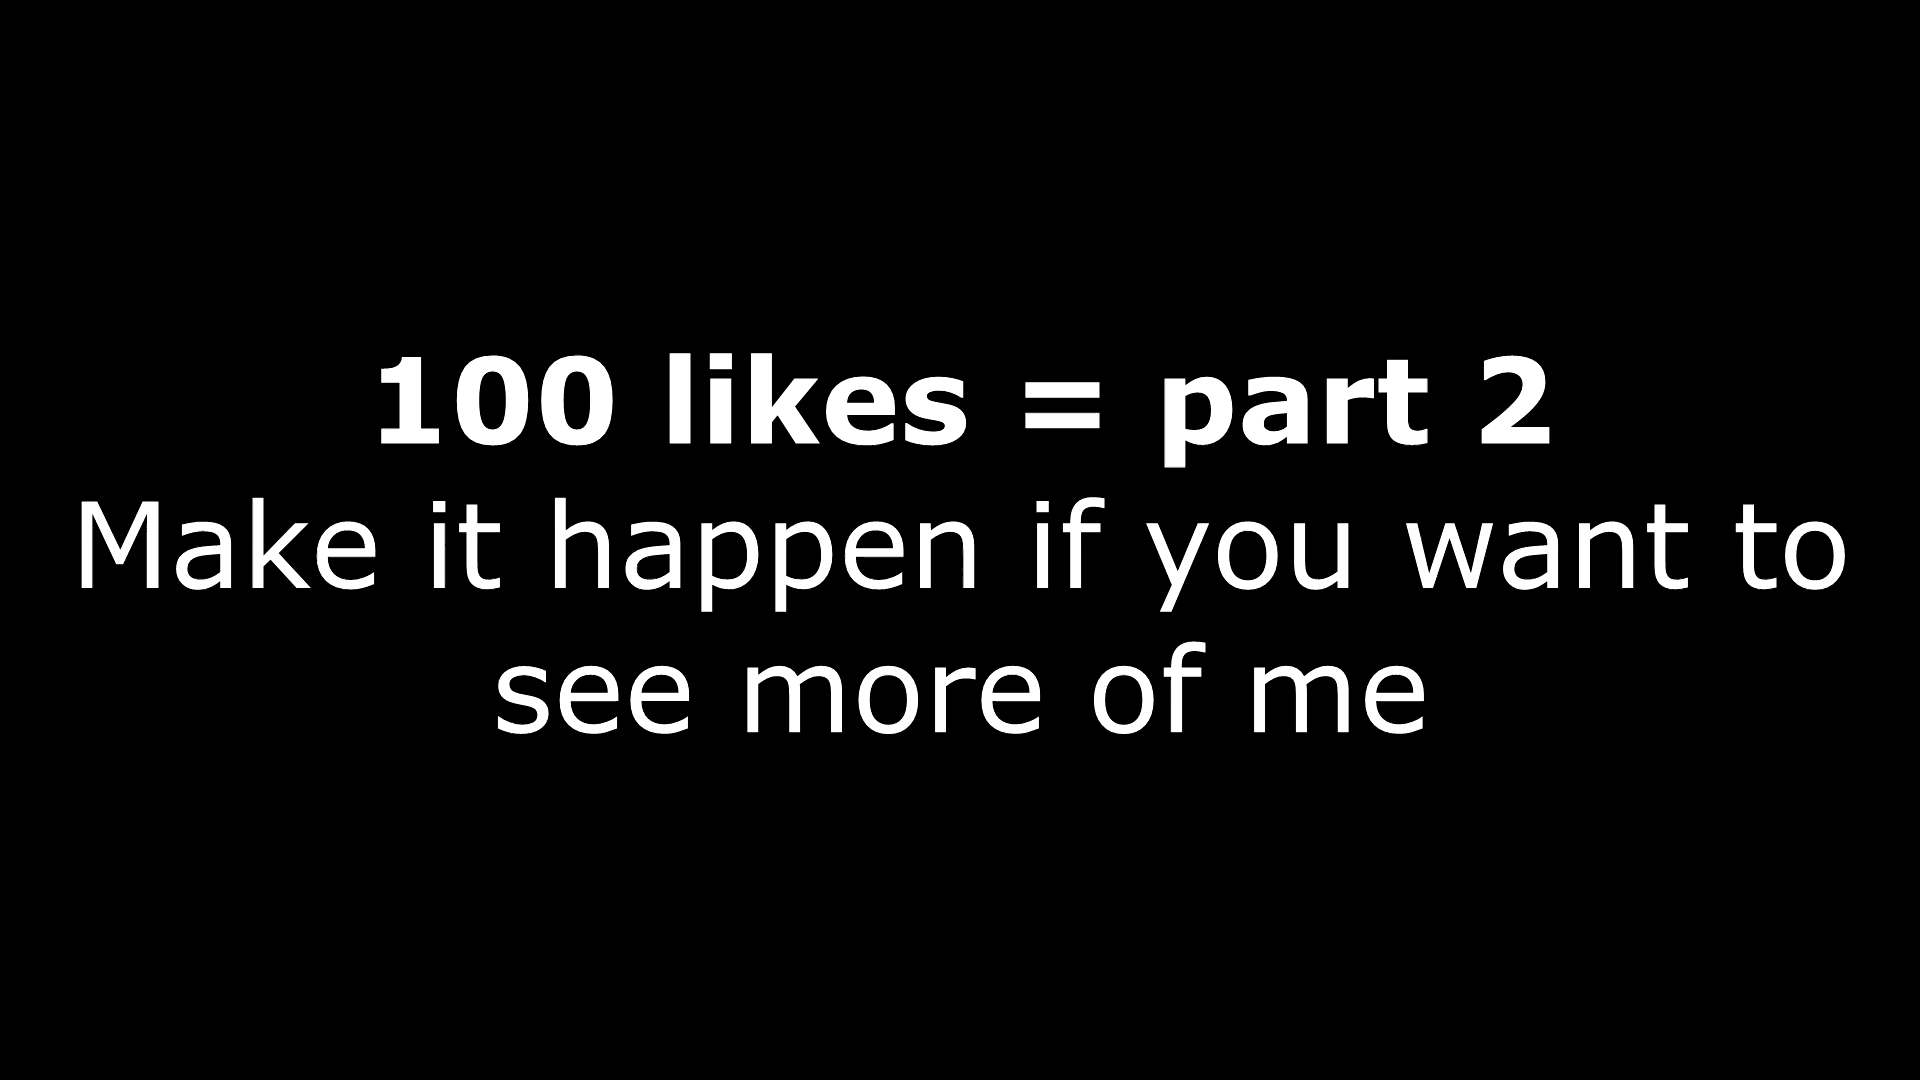 100 likes = part 2
Make it happen if you want to
see more of me